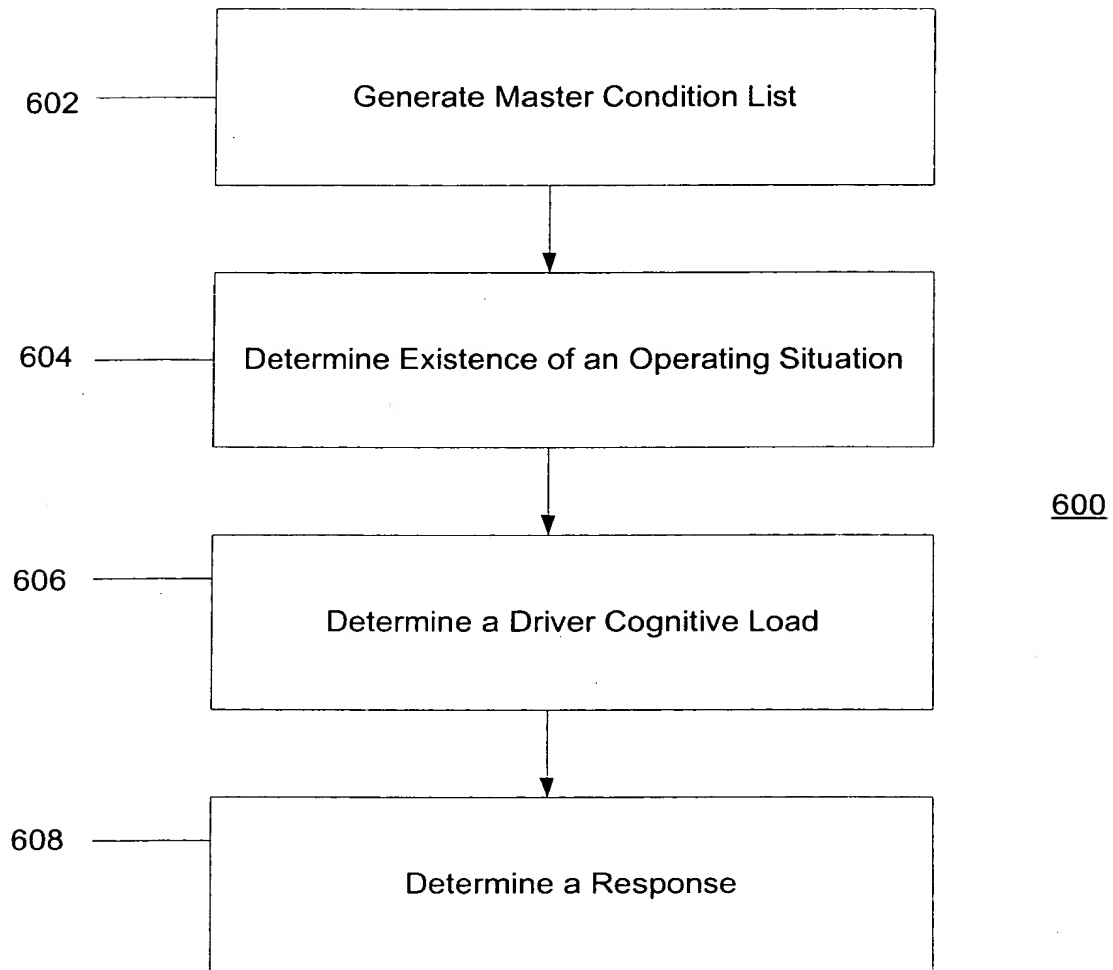 602
Generate Master Condition List
604
Determine Existence of an Operating Situation
600
606
Determine a Driver Cognitive Load
608
Determine a Response